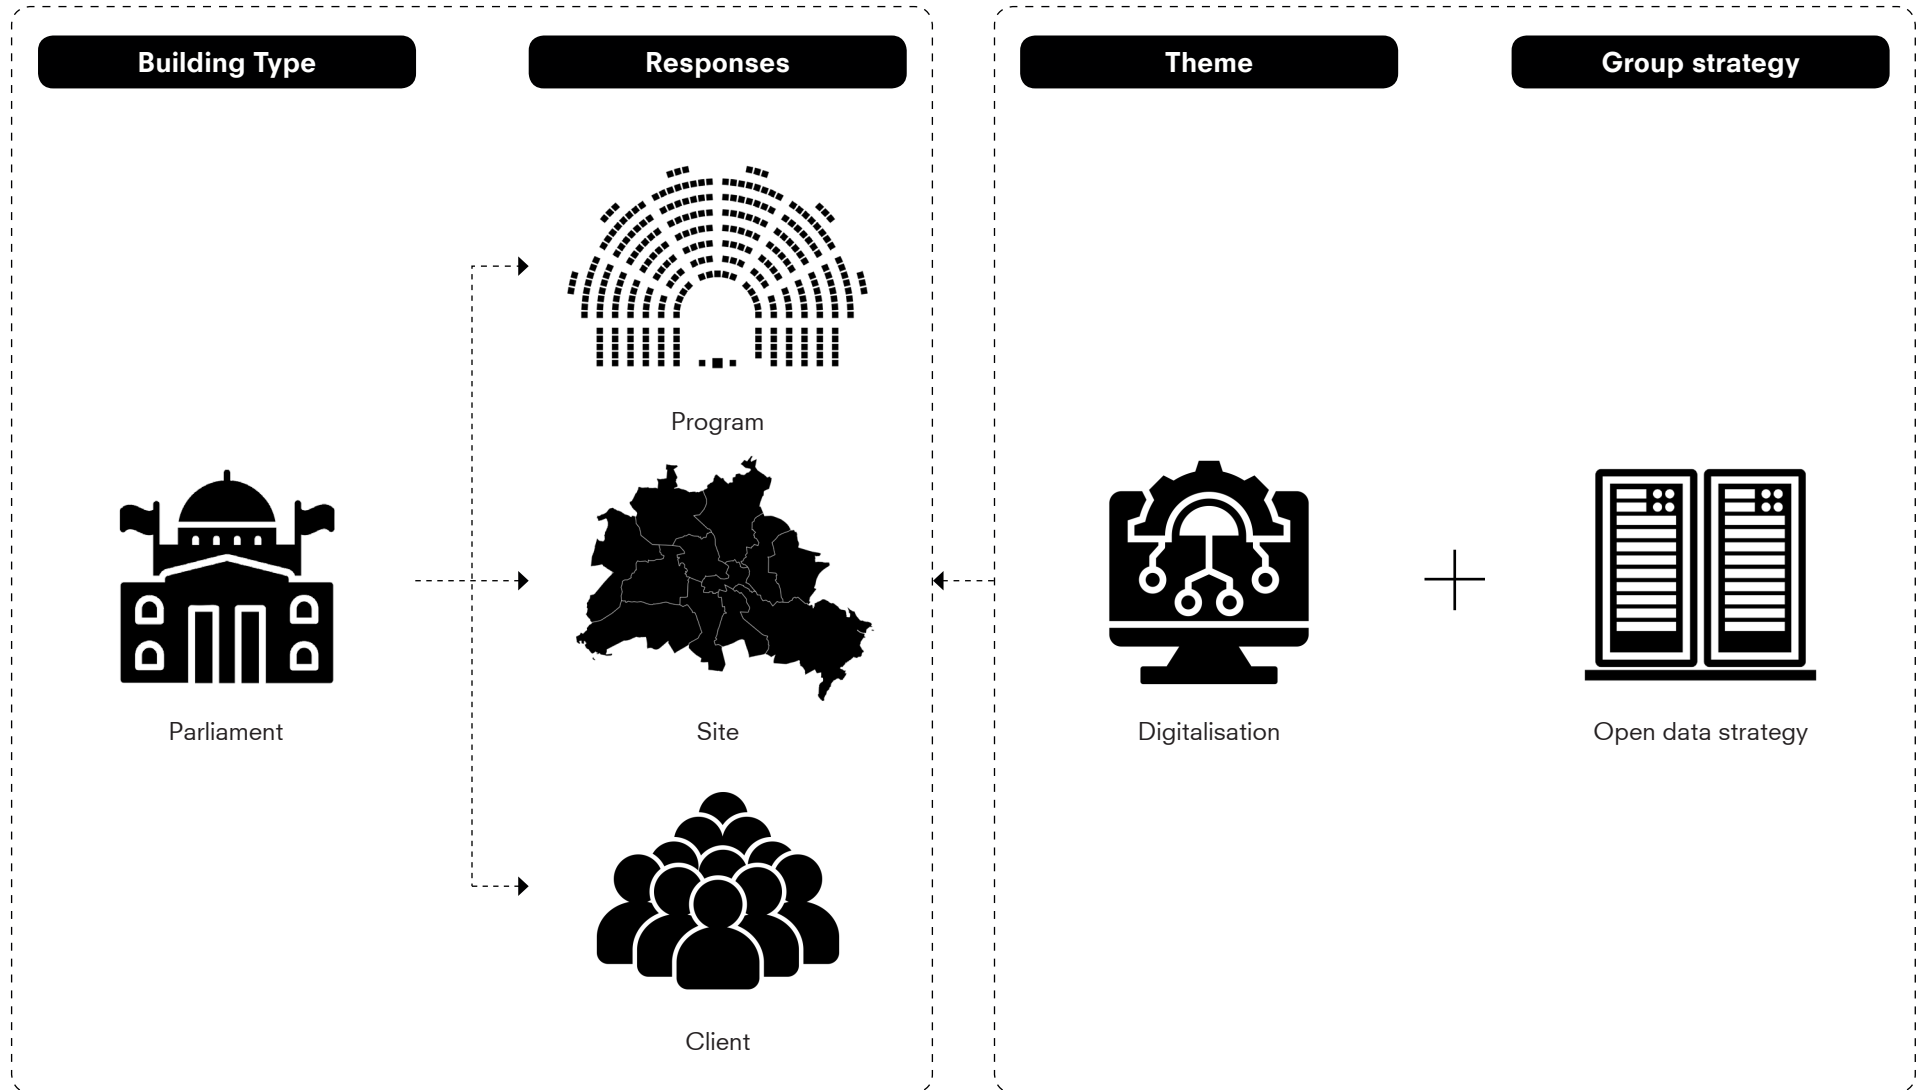 Building Type
Responses
Theme
Group strategy
Program
Parliament
Site
Digitalisation
Open data strategy
Client